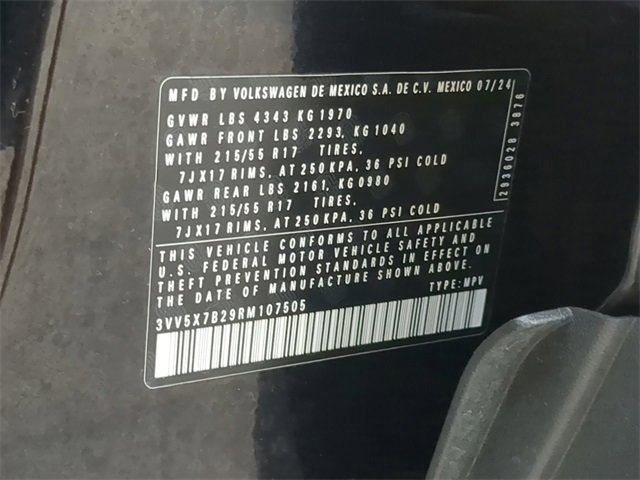 MFD BY VOLKSWAGEN DE MEXICO S.A. DE C.V. MEXICO 07/24
GVWR LBS 4343 KG 1970
GAWR FRONT LBS 2293, KG 1040
WITH 215/55 R17 TIRES,
7JX17 RIMS, AT 250 KPA, 36 PSI COLD
GAWR REAR LBS 2161, KG 0980
WITH 215/55 R17 TIRES,
7JX17 RIMS, AT 250 KPA, 36 PSI COLD
2936028 3876
THIS VEHICLE CONFORMS TO ALL APPLICABLE
U.S. FEDERAL MOTOR VEHICLE SAFETY AND
THEFT PREVENTION STANDARDS IN EFFECT ON
THE DATE OF MANUFACTURE SHOWN ABOVE.
TYPE: MPV
3VV5X7B29RM107505